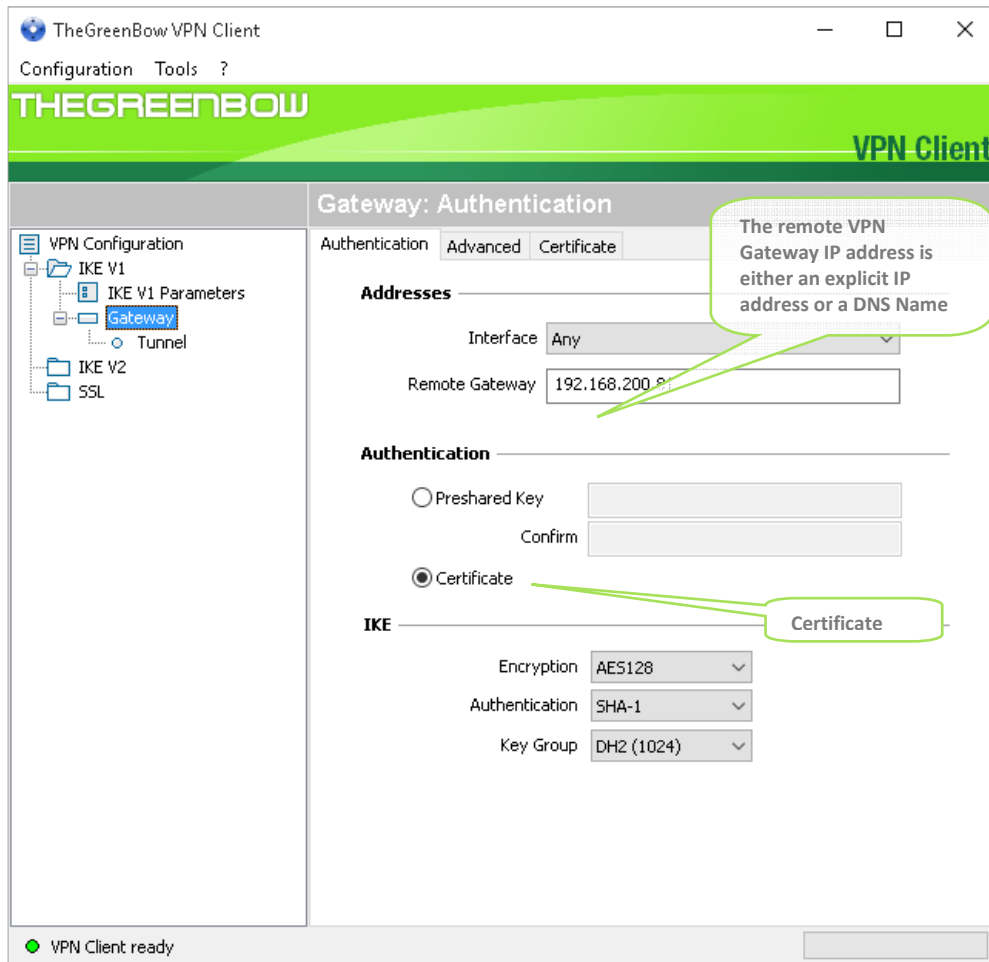 TheGreenBow VPN Client
Configuration Tools ?
THEGREENBOW
VPN Client
Gateway: Authentication
VPN Configuration
IKE V1
IKE V1 Parameters
Gateway
Tunnel
IKE V2
SSL
Authentication Advanced Certificate
The remote VPN
Gateway IP address is
either an explicit IP
address or a DNS Name
Addresses
Interface Any
Remote Gateway
Authentication
Preshared Key
Confirm
Certificate
Certificate
IKE
Encryption AES128
Authentication SHA-1
Key Group DH2 (1024)
VPN Client ready